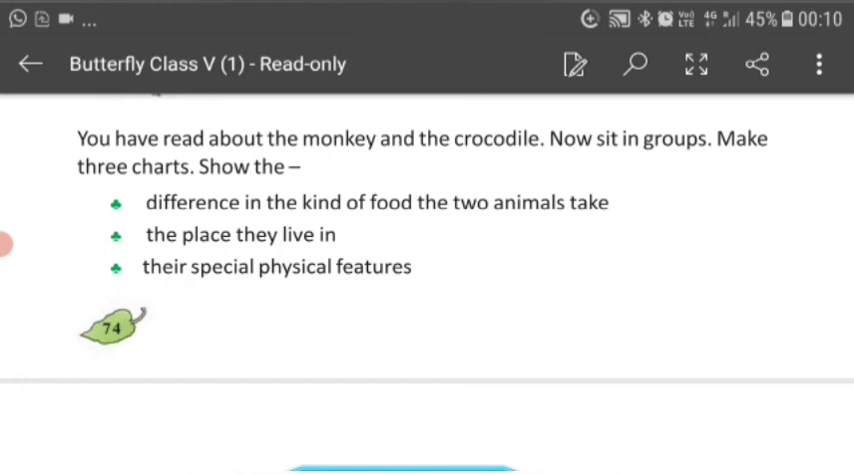 45% 00:10
Butterfly Class V (1) - Read-only
You have read about the monkey and the crocodile. Now sit in groups. Make
three charts. Show the –
difference in the kind of food the two animals take
the place they live in
their special physical features
74